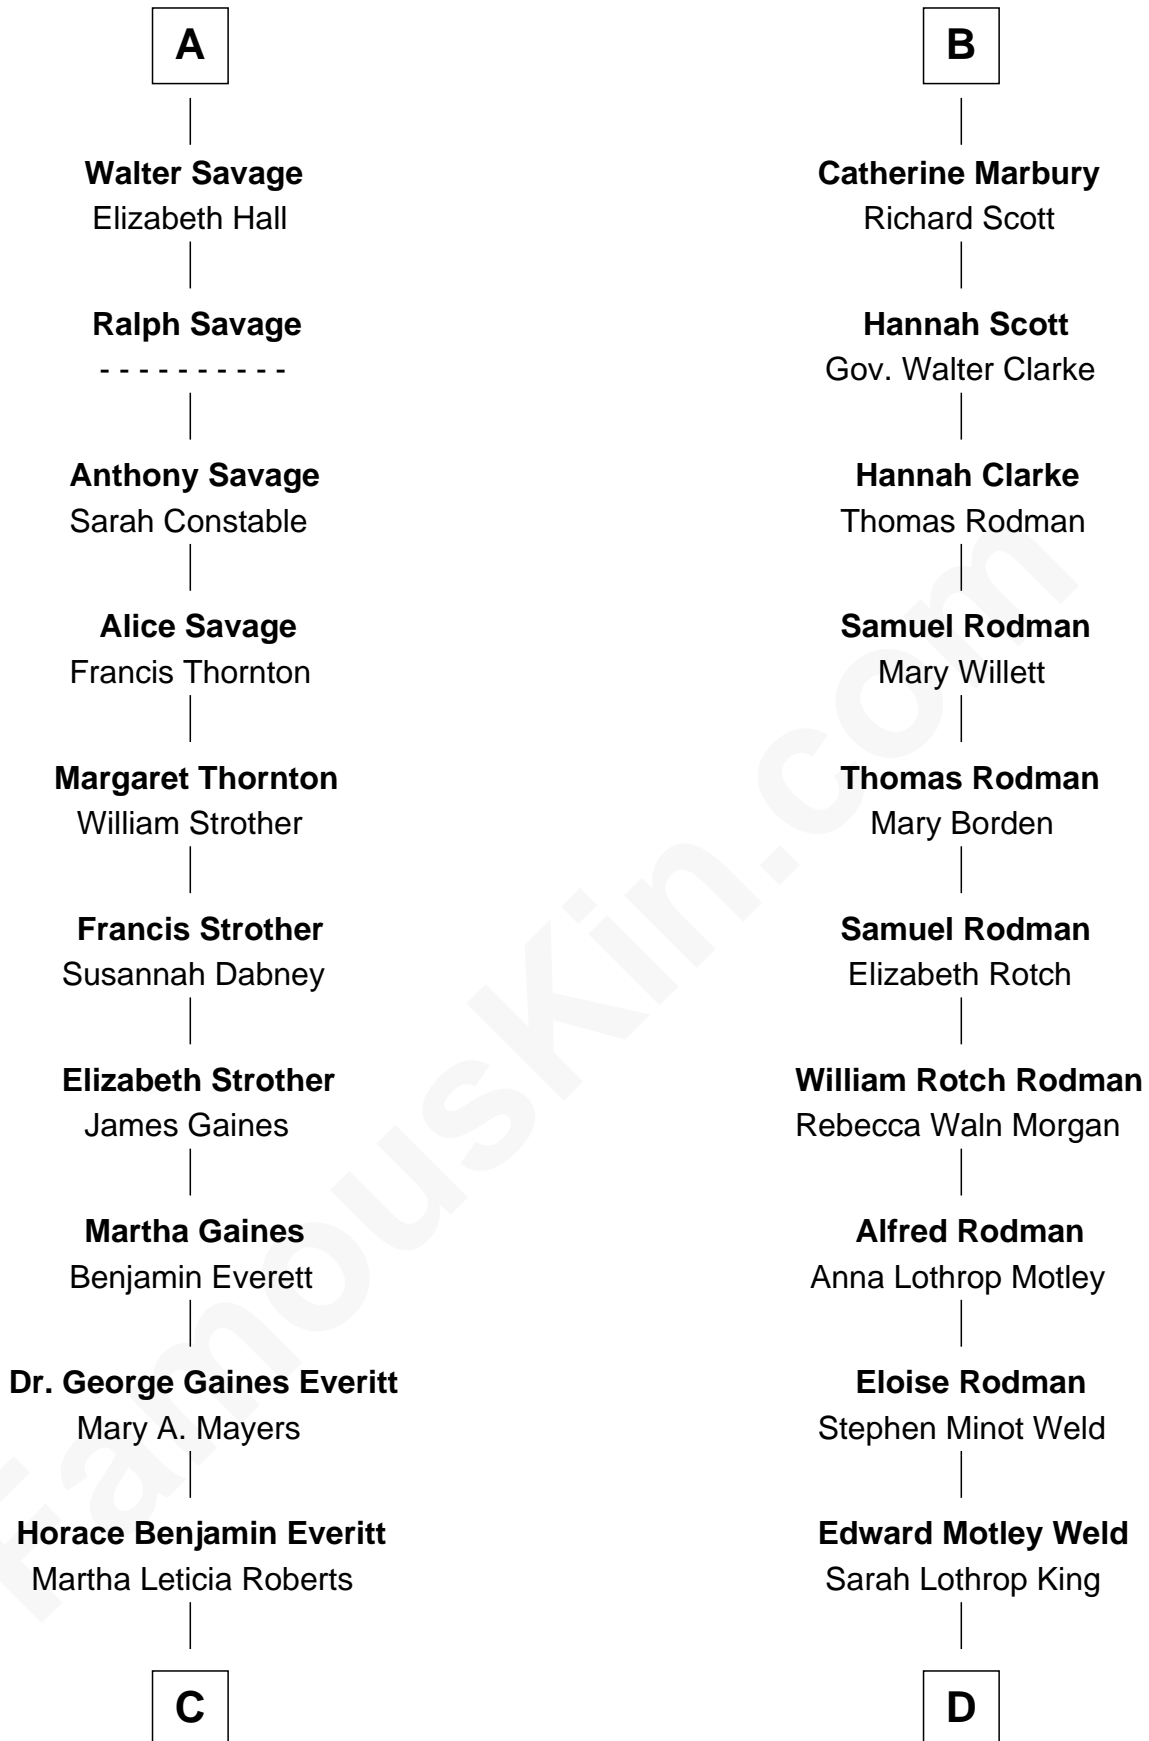 A
Walter Savage
Elizabeth Hall
Ralph Savage
- - - - - - - - - -
Anthony Savage
Sarah Constable
Alice Savage
Francis Thornton
Margaret Thornton
William Strother
Francis Strother
Susannah Dabney
Elizabeth Strother
James Gaines
Martha Gaines
Benjamin Everett
Dr. George Gaines Everitt
Mary A. Mayers
Horace Benjamin Everitt
Martha Leticia Roberts
C
B
Catherine Marbury
Richard Scott
Hannah Scott
Gov. Walter Clarke
Hannah Clarke
Thomas Rodman
Samuel Rodman
Mary Willett
Thomas Rodman
Mary Borden
Samuel Rodman
Elizabeth Rotch
William Rotch Rodman
Rebecca Waln Morgan
Alfred Rodman
Anna Lothrop Motley
Eloise Rodman
Stephen Minot Weld
Edward Motley Weld
Sarah Lothrop King
D
FamousKin.com